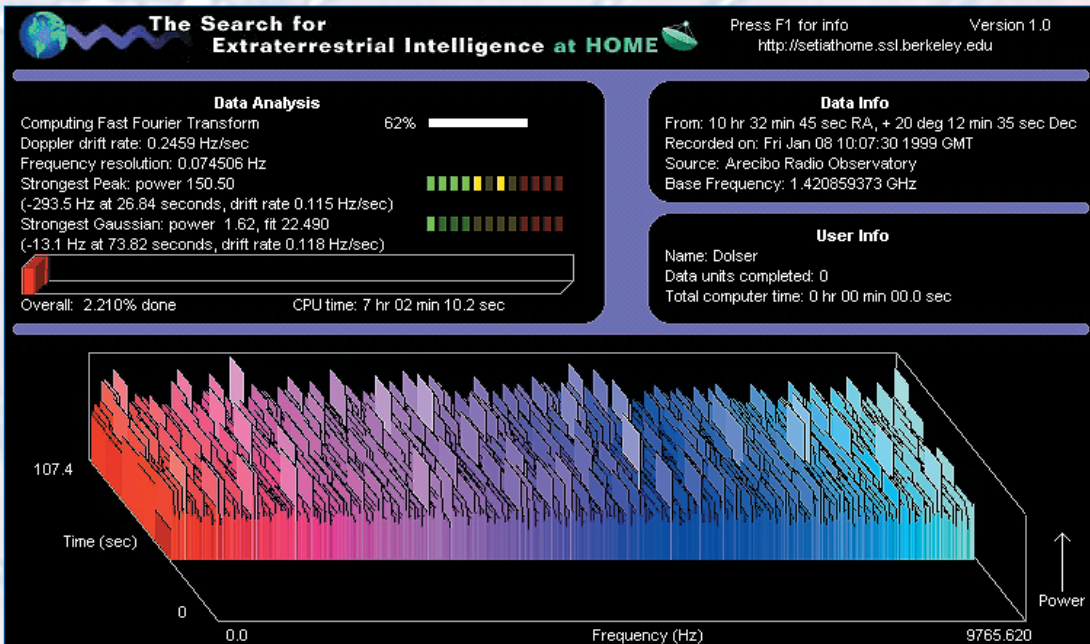 The Search for
Extraterrestrial Intelligence at HOME
Press F1 for info Version 1.0
http://setiathome.ssl.berkeley.edu
Data Analysis
Computing Fast Fourier Transform 62%
Doppler drift rate: 0.2459 Hz/sec
Frequency resolution: 0.074506 Hz
Strongest Peak: power 150.50
(-293.5 Hz at 26.84 seconds, drift rate 0.115 Hz/sec)
Strongest Gaussian: power 1.62, fit 22.490
(-13.1 Hz at 73.82 seconds, drift rate 0.118 Hz/sec)
Overall: 2.210% done CPU time: 7 hr 02 min 10.2 sec
Data Info
From: 10 hr 32 min 45 sec RA, + 20 deg 12 min 35 sec Dec
Recorded on: Fri Jan 08 10:07:30 1999 GMT
Source: Arecibo Radio Observatory
Base Frequency: 1.420859373 GHz
User Info
Name: Dolser
Data units completed: 0
Total computer time: 0 hr 00 min 00.0 sec
107.4
Time (sec)
0
0.0 Frequency (Hz) 9765.620
Power